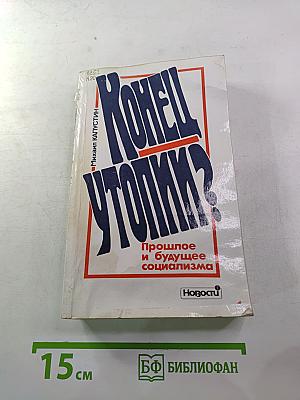 Михаил КАПУСТИН
КОНЕЦ
УТОПИИ?
Прошлое
и будущее
социализма
Новости
15 см
БФ БИБЛИОФАН